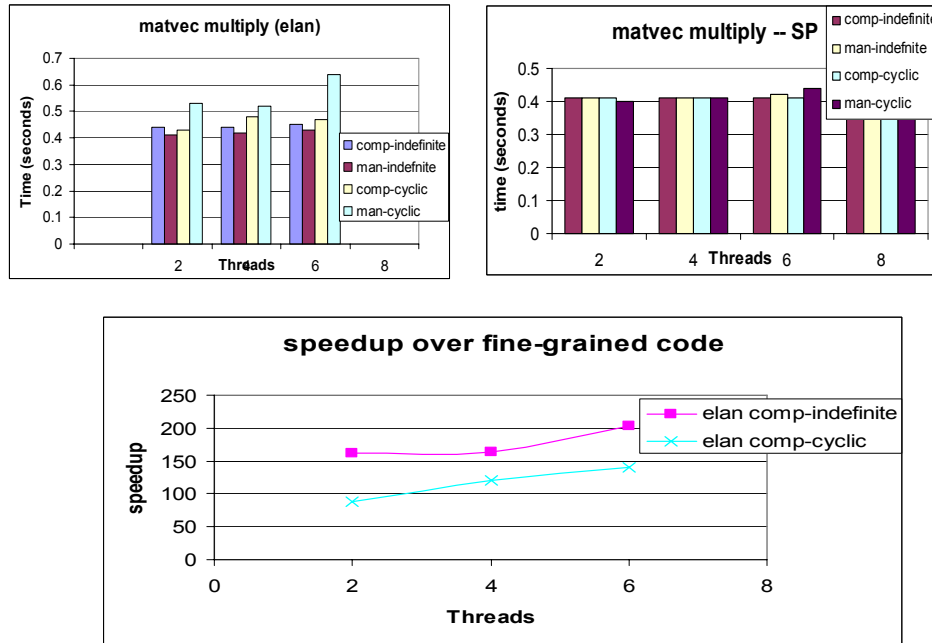 matvec multiply (elan)
Time (seconds)
0.7
0.6
0.5
0.4
0.3
0.2
0.1
0
2
4
6
8
Threads
comp-indefinite
man-indefnite
comp-cyclic
man-cyclic
matvec multiply -- SP
time (seconds)
0.5
0.4
0.3
0.2
0.1
0
2
4
Threads
6
8
comp-indefinite
man-indefnite
comp-cyclic
man-cyclic
speedup over fine-grained code
speedup
250
200
150
100
50
0
0
2
4
6
8
Threads
elan comp-indefinite
elan comp-cyclic